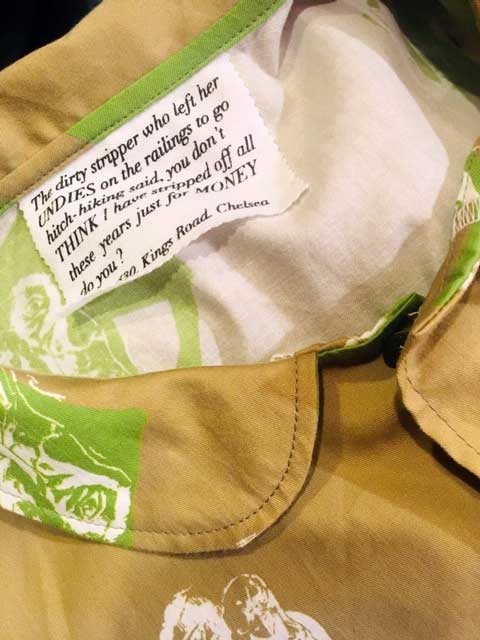 The dirty stripper who left her
UNDIES on the railings to go
hitch-hiking said, you don't
THINK I have stripped off all
these years just for MONEY
do you?
430, Kings Road, Chelsea